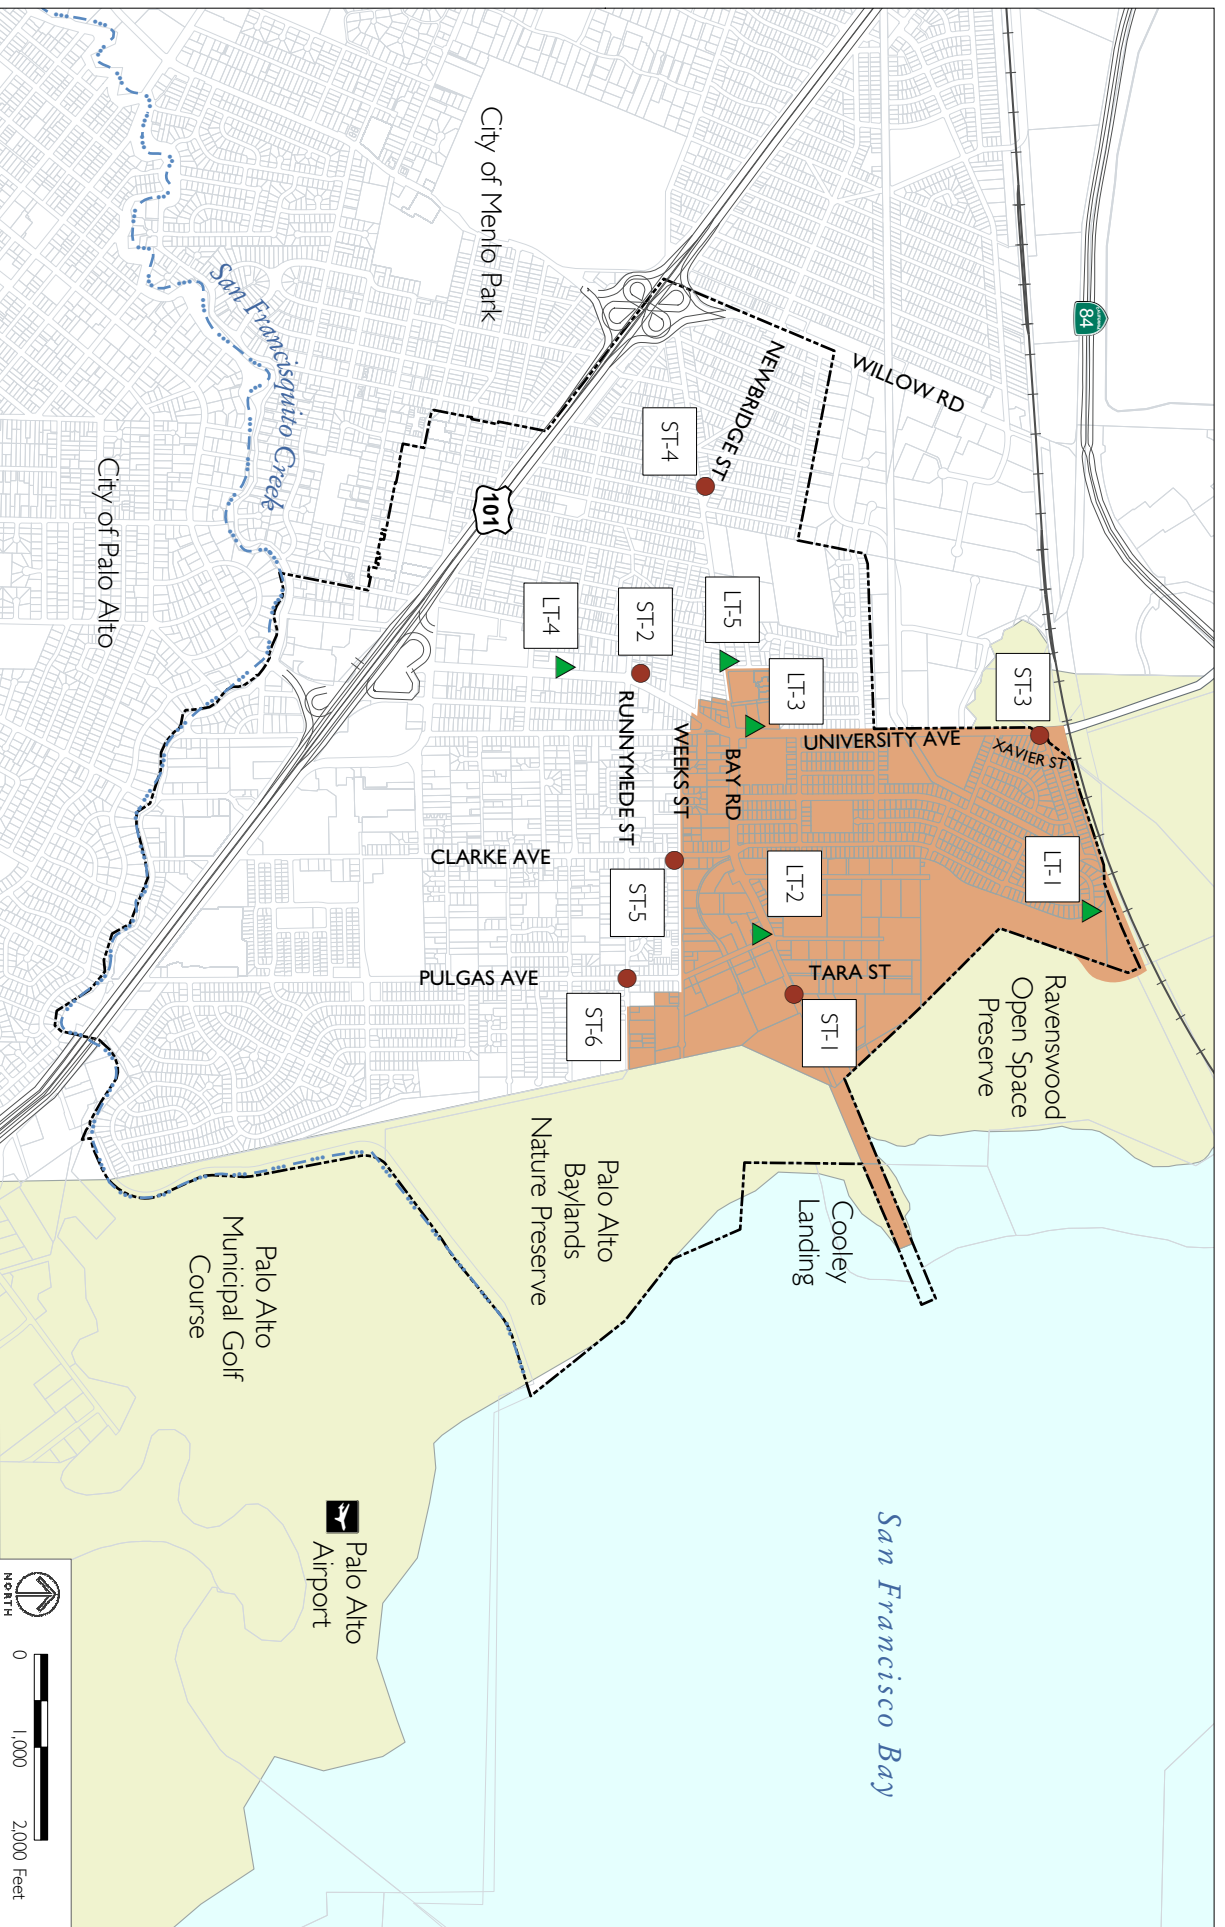 84
WILLOW RD
NEWBRIDGE ST
City of Menlo Park
ST-4
San Francisquito Creek
101
City of Palo Alto
LT-4
ST-2
LT-5
LTR3
ST-3
UNIVERSITY AVE
XAVIER ST
RUNNYMEDE ST
WEEKS ST
BAY RD
CLARKE AVE
LT-1
LT-2
ST-5
PULGAS AVE
TARA ST
ST-6
ST-1
Ravenswood
Open Space
Preserve
Cooley
Landing
Palo Alto
Baylands
Nature Preserve
Palo Alto
Municipal Golf
Course
Palo Alto
Airport
San Francisco Bay
NORTH
0
1,000
2,000 Feet